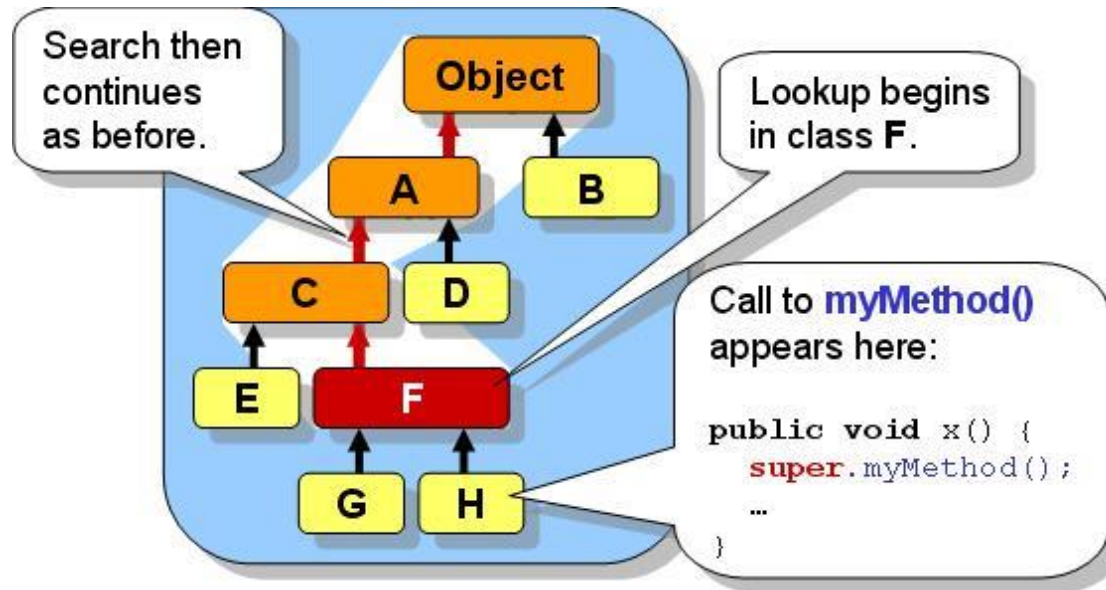 Search then
continues
as before.
Object
Lookup begins
in class F.
A
B
C
D
Call to myMethod()
appears here:
E
F
public void x() {
super.myMethod();
…
}
G
H